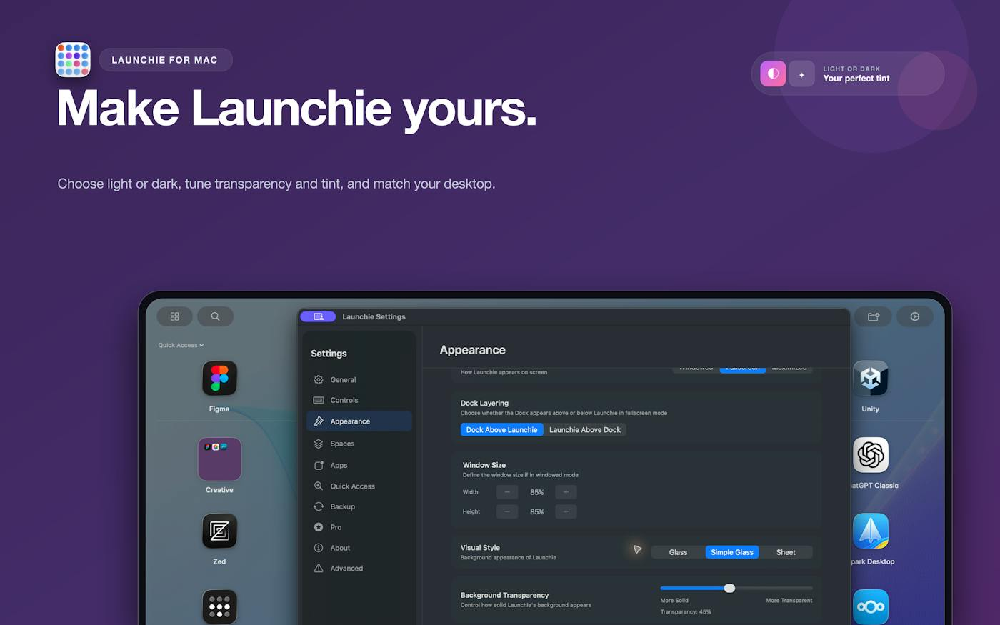 LAUNCHIE FOR MAC
LIGHT OR DARK
Your perfect tint
Make Launchie yours.
Choose light or dark, tune transparency and tint, and match your desktop.
Launchie Settings
Quick Access
Figma
Creative
Zed
Settings
General
Controls
Appearance
Spaces
Apps
Quick Access
Backup
Pro
About
Advanced
Appearance
How Launchie appears on screen
Windowed Fullscreen Maximized
Dock Layering
Choose whether the Dock appears above or below Launchie in fullscreen mode
Dock Above Launchie Launchie Above Dock
Window Size
Define the window size if in windowed mode
Width − 85% +
Height − 85% +
Visual Style
Background appearance of Launchie
Glass Simple Glass Sheet
Background Transparency
Control how solid Launchie's background appears
More Solid More Transparent
Transparency: 45%
Unity
atGPT Classic
park Desktop